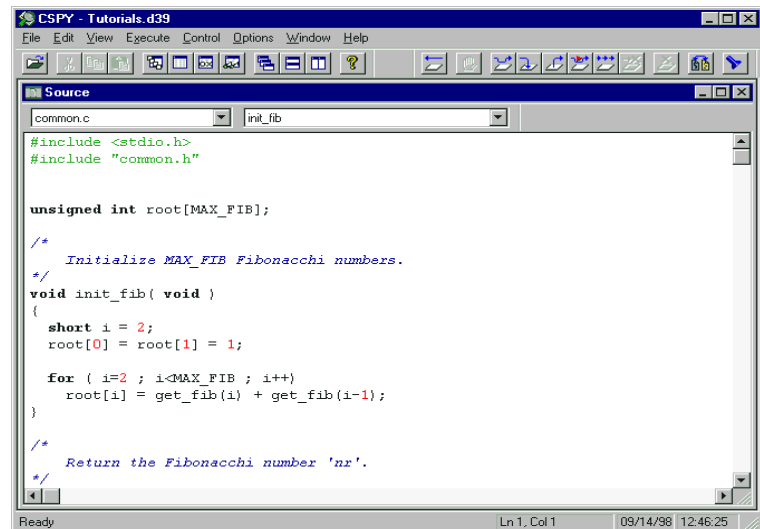 CSPY - Tutorials.d39
File Edit View Execute Control Options Window Help
Source
common.c init_fib
#include <stdio.h>
#include "common.h"
unsigned int root[MAX_FIB];
/*
Initialize MAX_FIB Fibonacchi numbers.
*/
void init_fib( void )
{
short i = 2;
root[0] = root[1] = 1;
for ( i=2 ; i<MAX_FIB ; i++)
root[i] = get_fib(i) + get_fib(i-1);
}
/*
Return the Fibonacchi number 'nr'.
*/
Ready Ln 1, Col 1 09/14/98 12:46:25